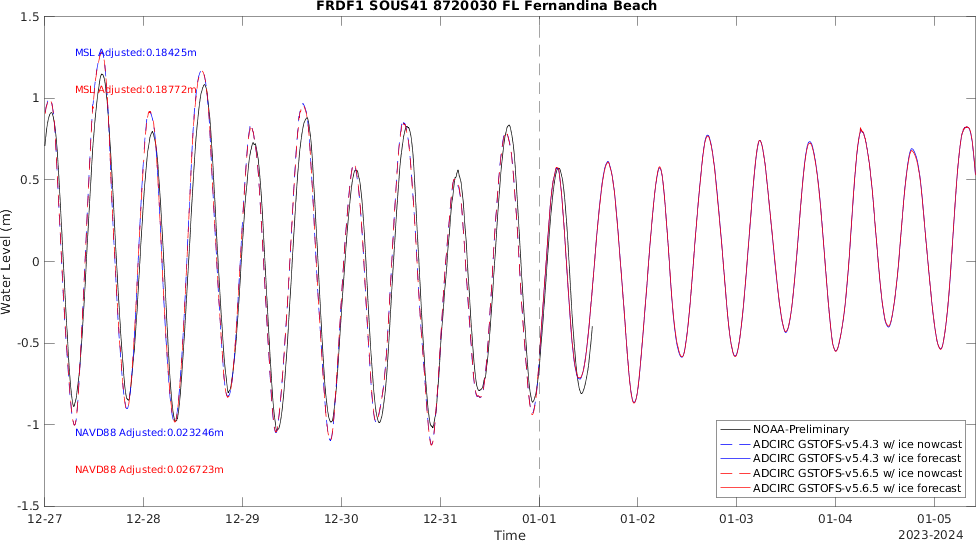 FRDF1 SOUS41 8720030 FL Fernandina Beach
1.5
1
0.5
0
-0.5
-1
-1.5
Water Level (m)
MSL Adjusted:0.18425m
MSL Adjusted:0.18772m
NAVD88 Adjusted:0.023246m
NAVD88 Adjusted:0.026723m
NOAA-Preliminary
ADCIRC GSTOFS-v5.4.3 w/ ice nowcast
ADCIRC GSTOFS-v5.4.3 w/ ice forecast
ADCIRC GSTOFS-v5.6.5 w/ ice nowcast
ADCIRC GSTOFS-v5.6.5 w/ ice forecast
12-27 12-28 12-29 12-30 12-31 01-01 01-02 01-03 01-04 01-05
Time
2023-2024